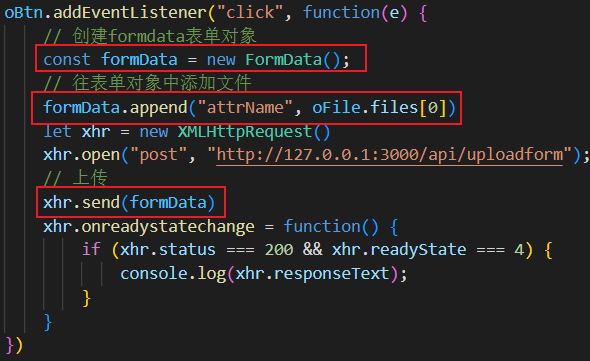 oBtn.addEventListener("click", function(e) {
// 创建formdata表单对象
const formData = new FormData();
// 往表单对象中添加文件
formData.append("attrName", oFile.files[0])
let xhr = new XMLHttpRequest()
xhr.open("post", "http://127.0.0.1:3000/api/uploadform");
// 上传
xhr.send(formData)
xhr.onreadystatechange = function() {
if (xhr.status === 200 && xhr.readyState === 4) {
console.log(xhr.responseText);
}
}
})